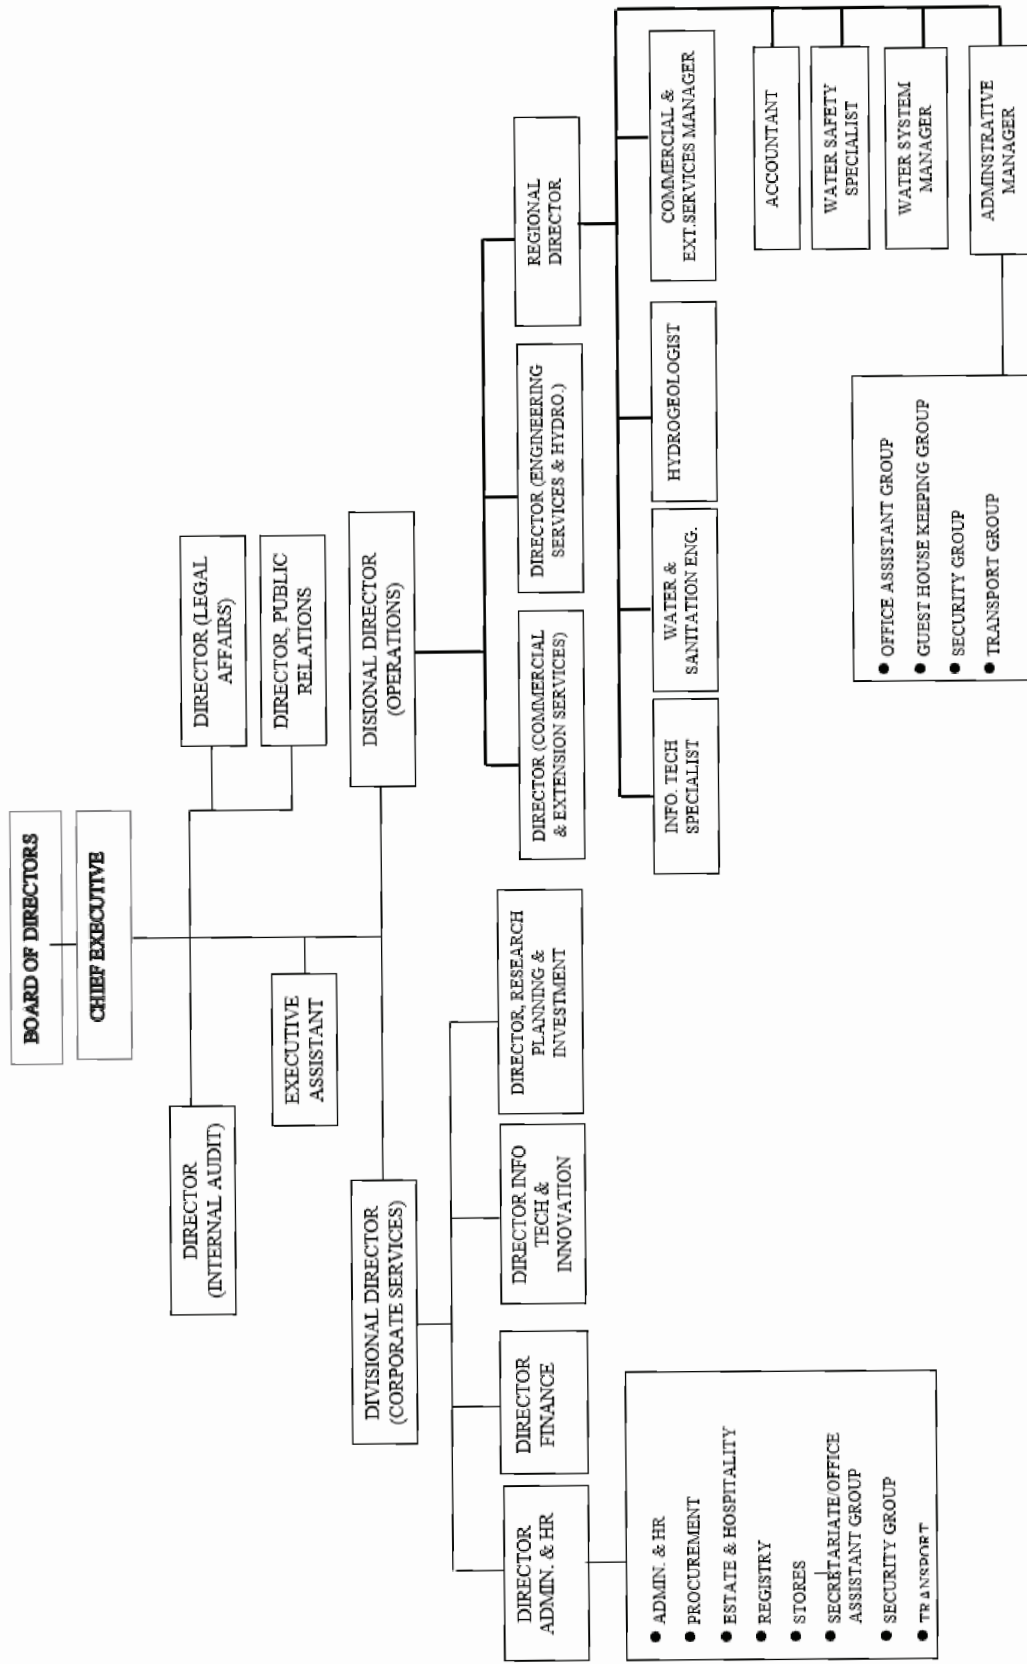 BOARD OF DIRECTORS
CHIEF EXECUTIVE
DIRECTOR
(INTERNAL AUDIT)
DIRECTOR (LEGAL
AFFAIRS)
DIRECTOR, PUBLIC
RELATIONS
EXECUTIVE
ASSISTANT
DIVISIONAL DIRECTOR
(CORPORATE SERVICES)
DISIONAL DIRECTOR
(OPERATIONS)
DIRECTOR
ADMIN. & HR
DIRECTOR
FINANCE
DIRECTOR INFO
TECH &
INNOVATION
DIRECTOR, RESEARCH
PLANNING &
INVESTMENT
DIRECTOR (COMMERCIAL
& EXTENSION SERVICES)
DIRECTOR (ENGINEERING
SERVICES & HYDRO.)
REGIONAL
DIRECTOR
● ADMIN. & HR
● PROCUREMENT
● ESTATE & HOSPITALITY
● REGISTRY
● STORES
● SECRETARIATE/OFFICE
ASSISTANT GROUP
● SECURITY GROUP
● TRANSPORT
INFO. TECH
SPECIALIST
WATER &
SANITATION ENG.
HYDROGEOLOGIST
COMMERCIAL &
EXT.SERVICES MANAGER
ACCOUNTANT
WATER SAFETY
SPECIALIST
WATER SYSTEM
MANAGER
ADMINSTRATIVE
MANAGER
● OFFICE ASSISTANT GROUP
● GUEST HOUSE KEEPING GROUP
● SECURITY GROUP
● TRANSPORT GROUP